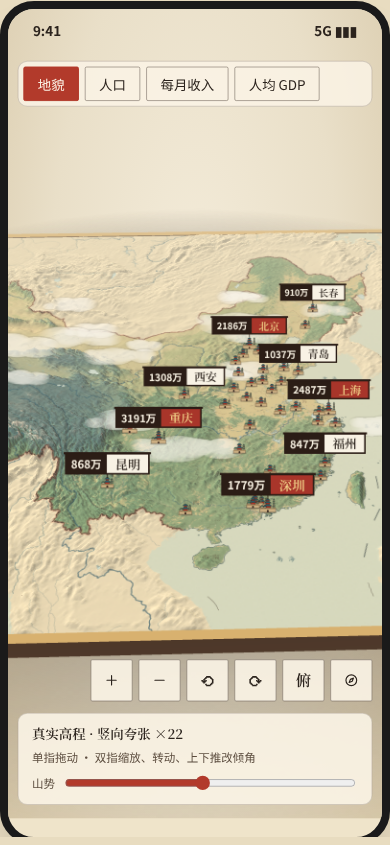 9:41 5G
地貌 人口 每月收入 人均 GDP
910万 长春
2186万 北京
1037万 青岛
1308万 西安
2487万 上海
3191万 重庆
847万 福州
868万 昆明
1779万 深圳
+ − ⟲ ⟳ 俯
真实高程 · 竖向夸张 ×22
单指拖动 · 双指缩放、转动、上下推改倾角
山势